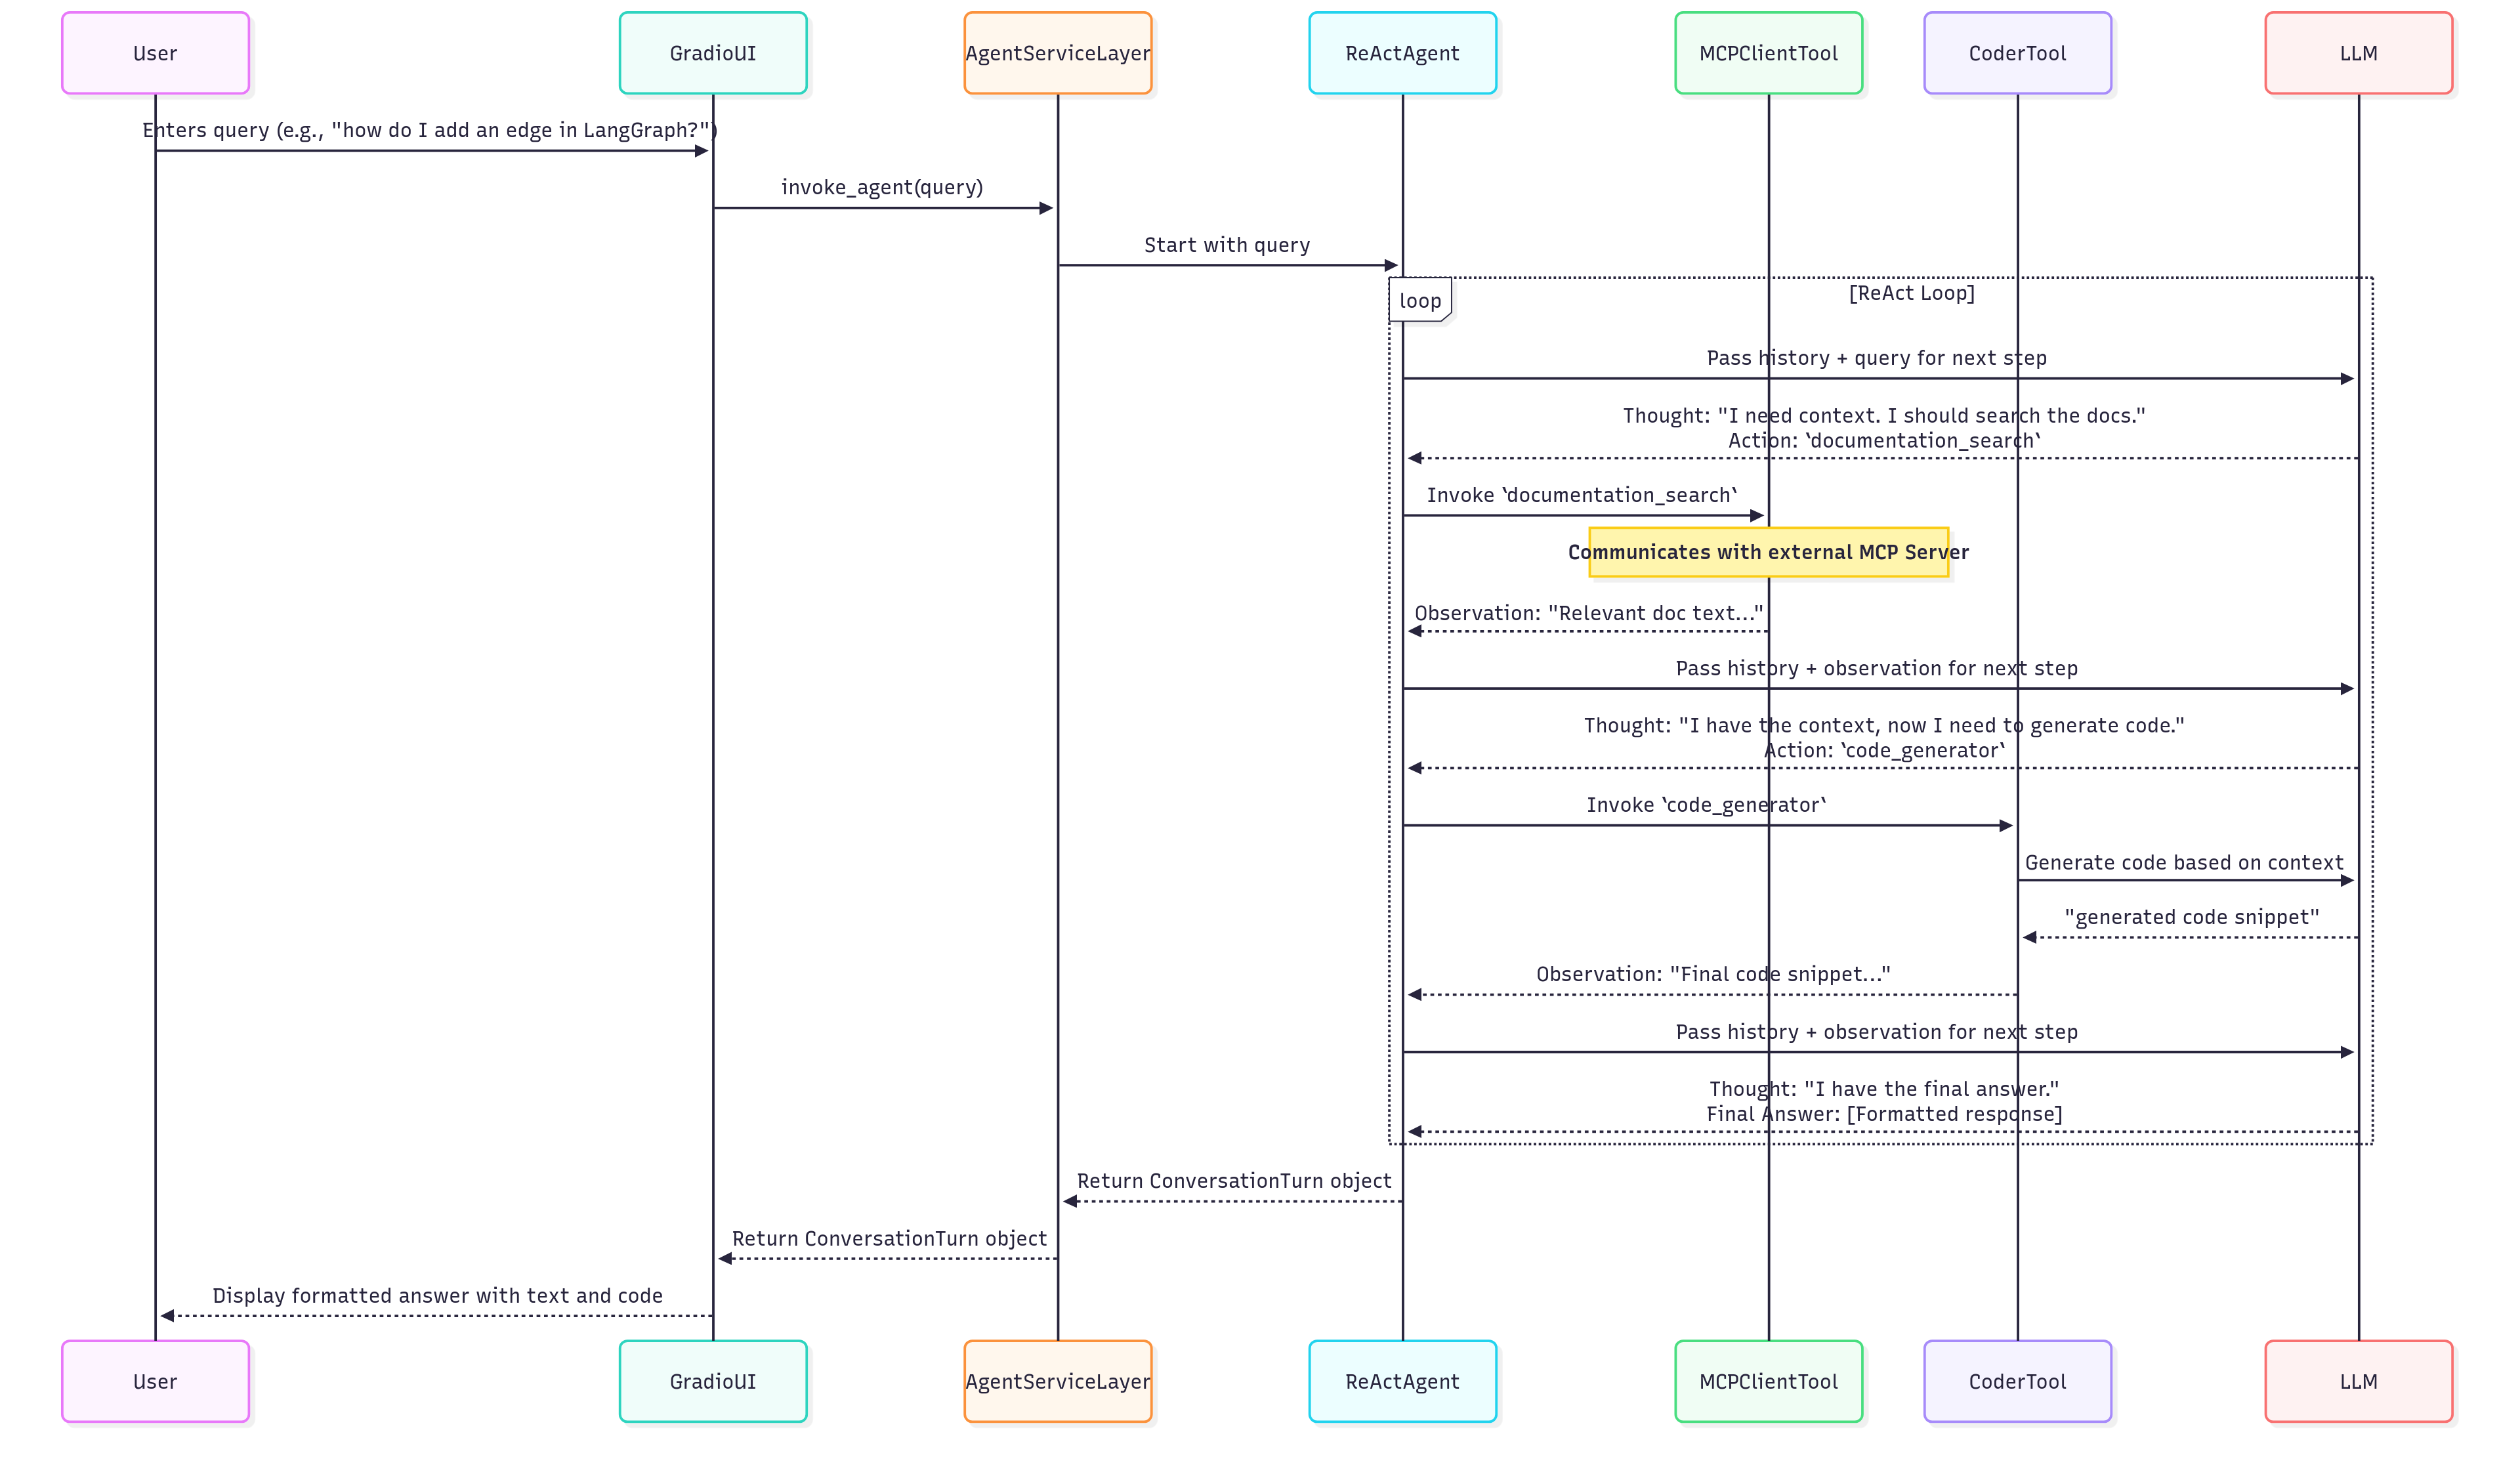 User
GradioUI
AgentServiceLayer
ReActAgent
MCPClientTool
CoderTool
LLM
Enters query (e.g., "how do I add an edge in LangGraph?")
invoke_agent(query)
Start with query
loop
[ReAct Loop]
Pass history + query for next step
Thought: "I need context. I should search the docs."
Action: `documentation_search`
Invoke `documentation_search`
Communicates with external MCP Server
Observation: "Relevant doc text..."
Pass history + observation for next step
Thought: "I have the context, now I need to generate code."
Action: `code_generator`
Invoke `code_generator`
Generate code based on context
"generated code snippet"
Observation: "Final code snippet..."
Pass history + observation for next step
Thought: "I have the final answer."
Final Answer: [Formatted response]
Return ConversationTurn object
Return ConversationTurn object
Display formatted answer with text and code
User
GradioUI
AgentServiceLayer
ReActAgent
MCPClientTool
CoderTool
LLM